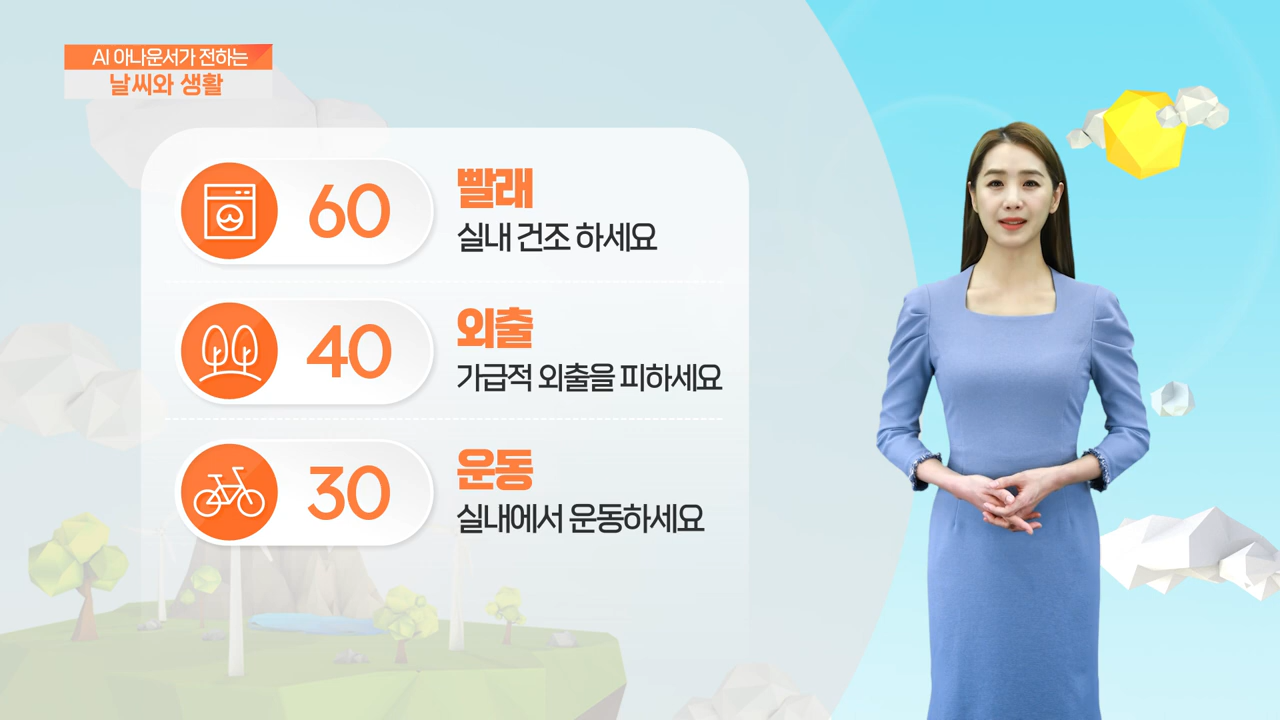 AI 아나운서가 전하는
날씨와 생활
60
빨래
실내 건조 하세요
40
외출
가급적 외출을 피하세요
30
운동
실내에서 운동하세요